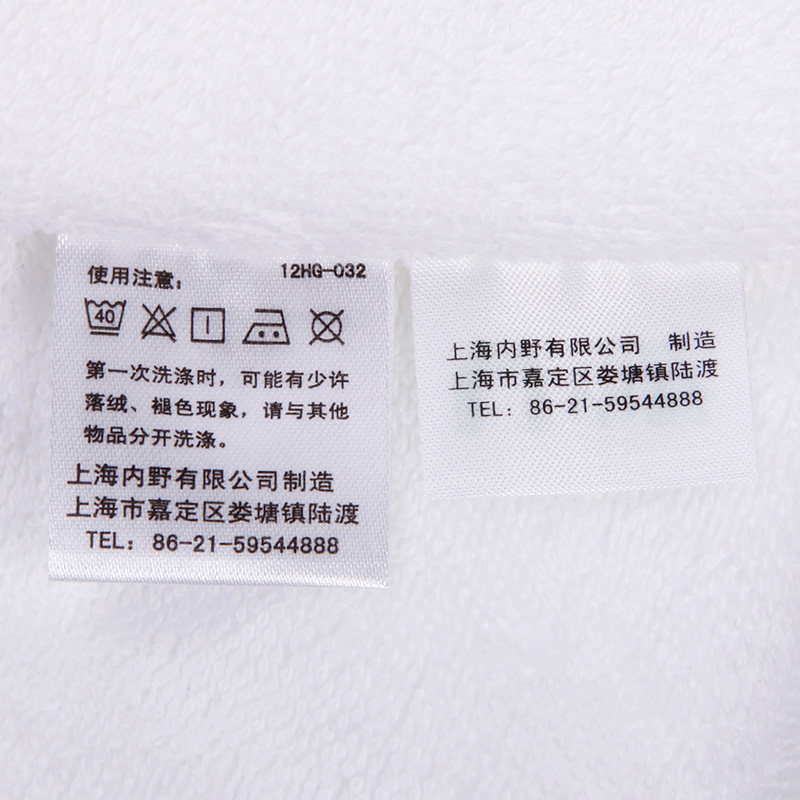 使用注意： 12HG-032
40
第一次洗涤时，可能有少许
落绒、褪色现象，请与其他
物品分开洗涤。
上海内野有限公司制造
上海市嘉定区娄塘镇陆渡
TEL：86-21-59544888
上海内野有限公司 制造
上海市嘉定区娄塘镇陆渡
TEL：86-21-59544888